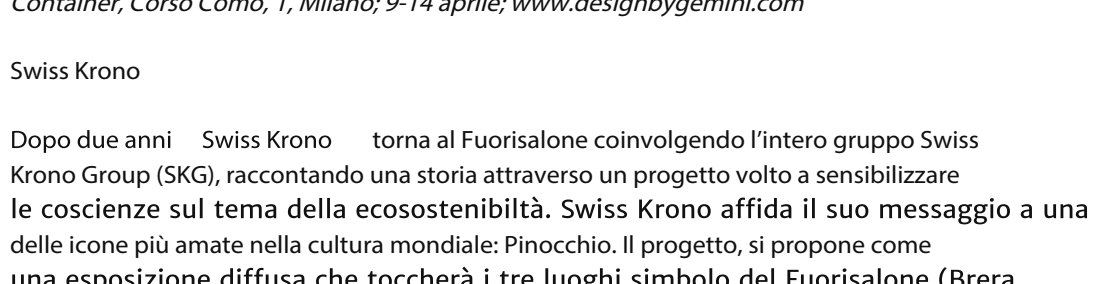 Container, Corso Como, 1, Milano; 9-14 aprile; www.designbygemini.com
Swiss Krono
Dopo due anni Swiss Krono torna al Fuorisalone coinvolgendo l’intero gruppo Swiss
Krono Group (SKG), raccontando una storia attraverso un progetto volto a sensibilizzare
le coscienze sul tema della ecosostenibiltà. Swiss Krono affida il suo messaggio a una
delle icone più amate nella cultura mondiale: Pinocchio. Il progetto, si propone come
una esposizione diffusa che toccherà i tre luoghi simbolo del Fuorisalone (Brera